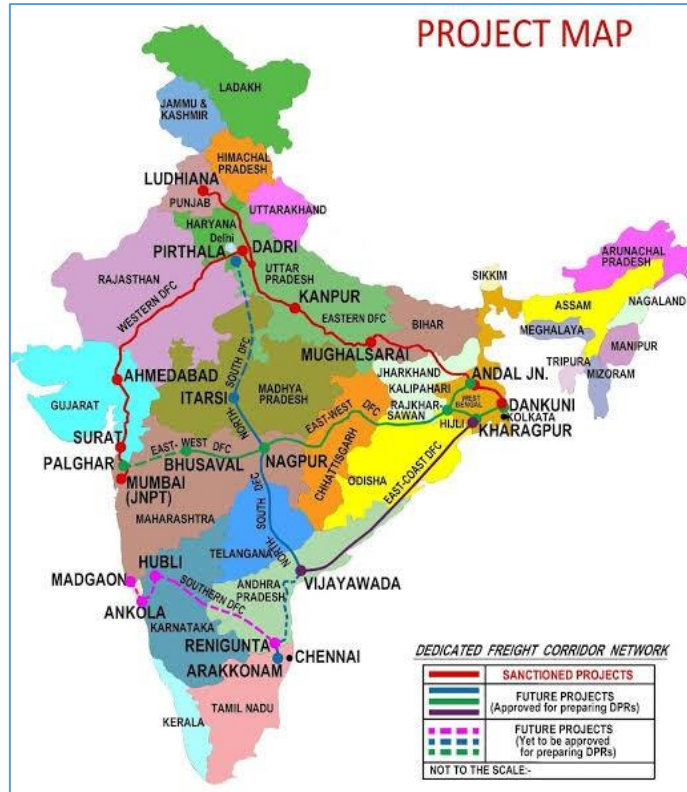 PROJECT MAP
LADAKH
JAMMU &
KASHMIR
HIMACHAL
PRADESH
LUDHIANA
PUNJAB
UTTARAKHAND
HARYANA
Delhi
DADRI
PIRTHALA
UTTAR
PRADESH
RAJASTHAN
WESTERN DFC
KANPUR
EASTERN DFC
BIHAR
MUGHALSARAI
SIKKIM
ARUNACHAL
PRADESH
ASSAM
NAGALAND
MEGHALAYA
MANIPUR
TRIPURA
MIZORAM
AHMEDABAD
GUJARAT
SOUTH DFC
NORTH-
ITARSI
MADHYA
PRADESH
JHARKHAND
ANDAL JN.
KALIPAHARI
WEST
BENGAL
RAJKHAR-
SAWAN
DANKUNI
KOLKATA
HIJLI
KHARAGPUR
SURAT
PALGHAR
EAST- WEST DFC
BHUSAVAL
NAGPUR
EAST-WEST DFC
CHHATTISGARH
ODISHA
EAST-COAST DFC
MUMBAI
(JNPT)
MAHARASHTRA
SOUTH DFC
NORTH-
TELANGANA
HUBLI
MADGAON
SOUTHERN DFC
ANDHRA
PRADESH
VIJAYAWADA
ANKOLA
KARNATAKA
RENIGUNTA
CHENNAI
ARAKKONAM
KERALA
TAMIL NADU
DEDICATED FREIGHT CORRIDOR NETWORK
SANCTIONED PROJECTS
FUTURE PROJECTS
(Approved for preparing DPRs)
FUTURE PROJECTS
(Yet to be approved
for preparing DPRs)
NOT TO THE SCALE:-